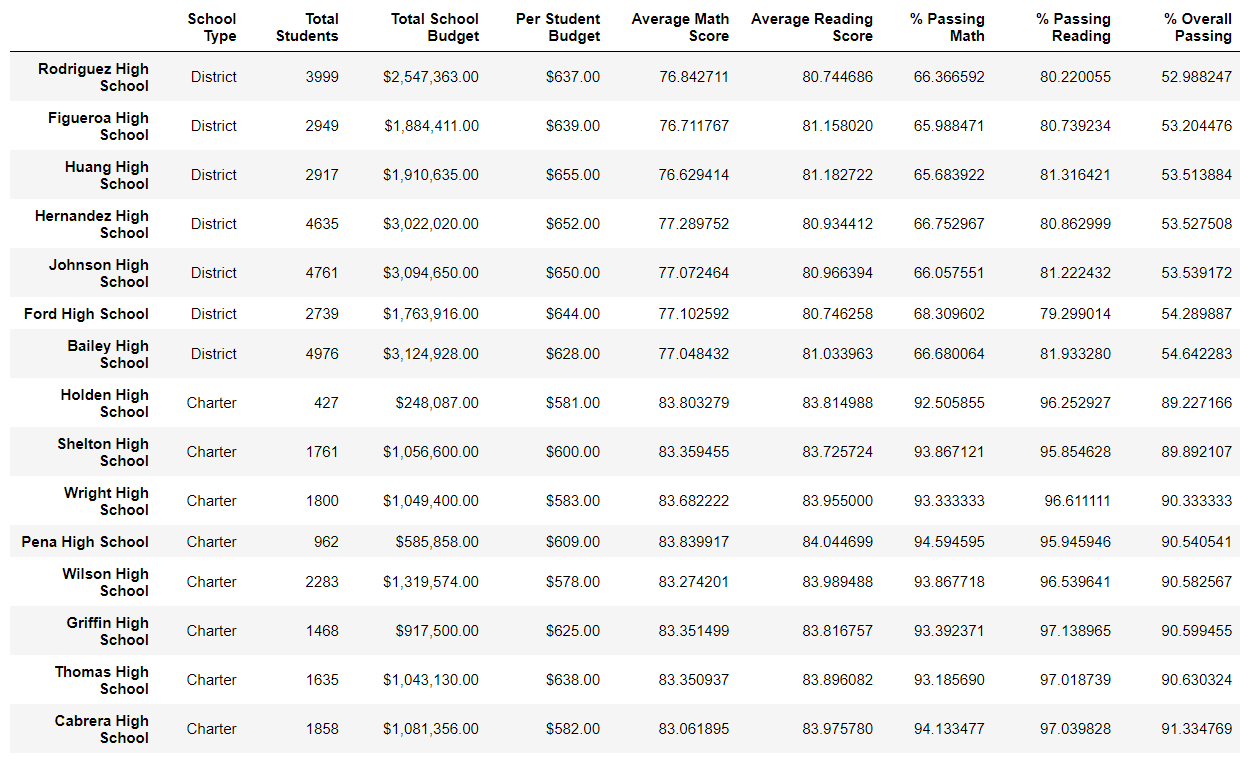 School Type Total Students Total School Budget Per Student Budget Average Math Score Average Reading Score % Passing Math % Passing Reading % Overall Passing
Rodriguez High School District 3999 $2,547,363.00 $637.00 76.842711 80.744686 66.366592 80.220055 52.988247
Figueroa High School District 2949 $1,884,411.00 $639.00 76.711767 81.158020 65.988471 80.739234 53.204476
Huang High School District 2917 $1,910,635.00 $655.00 76.629414 81.182722 65.683922 81.316421 53.513884
Hernandez High School District 4635 $3,022,020.00 $652.00 77.289752 80.934412 66.752967 80.862999 53.527508
Johnson High School District 4761 $3,094,650.00 $650.00 77.072464 80.966394 66.057551 81.222432 53.539172
Ford High School District 2739 $1,763,916.00 $644.00 77.102592 80.746258 68.309602 79.299014 54.289887
Bailey High School District 4976 $3,124,928.00 $628.00 77.048432 81.033963 66.680064 81.933280 54.642283
Holden High School Charter 427 $248,087.00 $581.00 83.803279 83.814988 92.505855 96.252927 89.227166
Shelton High School Charter 1761 $1,056,600.00 $600.00 83.359455 83.725724 93.867121 95.854628 89.892107
Wright High School Charter 1800 $1,049,400.00 $583.00 83.682222 83.955000 93.333333 96.611111 90.333333
Pena High School Charter 962 $585,858.00 $609.00 83.839917 84.044699 94.594595 95.945946 90.540541
Wilson High School Charter 2283 $1,319,574.00 $578.00 83.274201 83.989488 93.867718 96.539641 90.582567
Griffin High School Charter 1468 $917,500.00 $625.00 83.351499 83.816757 93.392371 97.138965 90.599455
Thomas High School Charter 1635 $1,043,130.00 $638.00 83.350937 83.896082 93.185690 97.018739 90.630324
Cabrera High School Charter 1858 $1,081,356.00 $582.00 83.061895 83.975780 94.133477 97.039828 91.334769